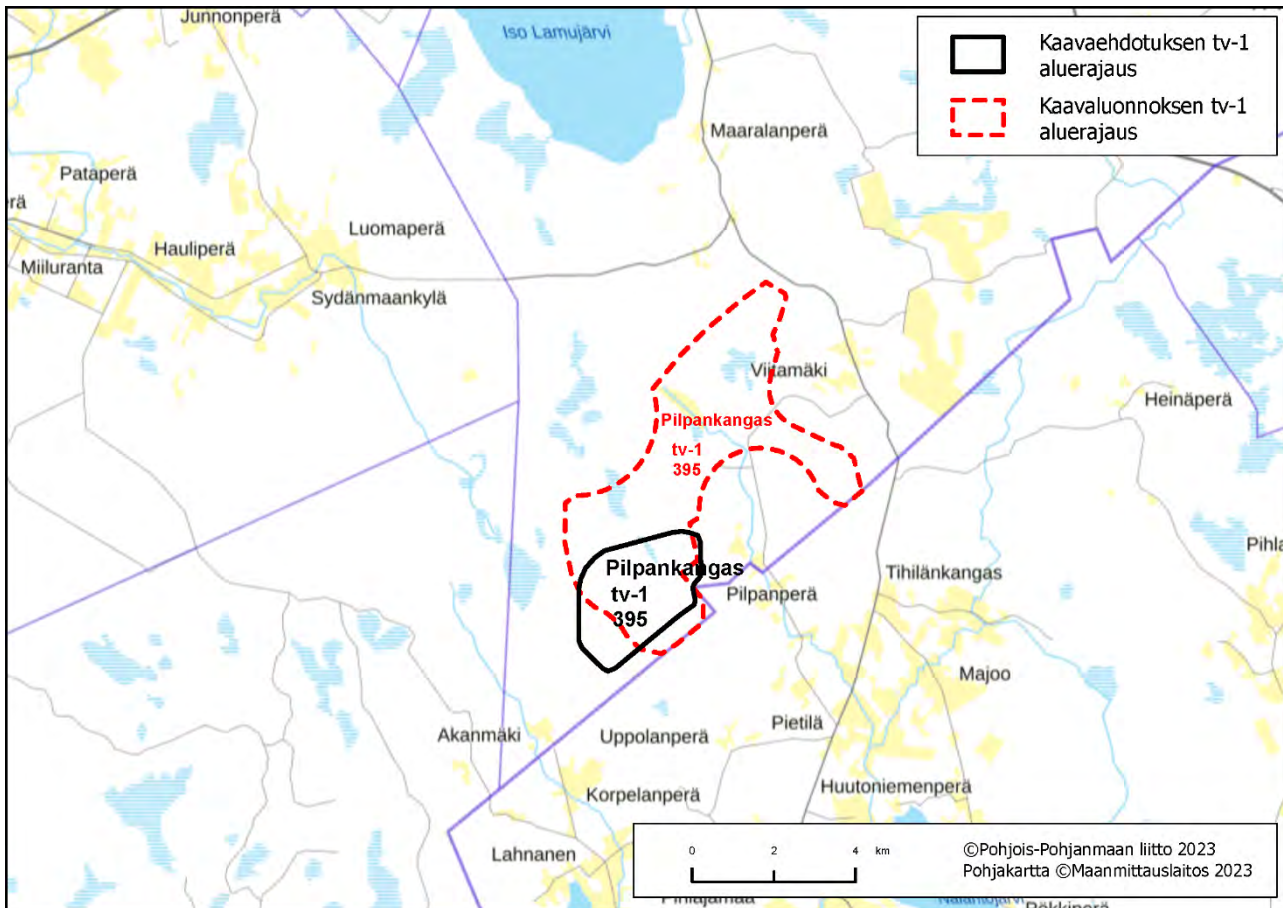 Junnonperä
Iso Lamujärvi
Kaavaehdotuksen tv-1
aluerajaus
Kaavaluonnoksen tv-1
aluerajaus
Maaralanperä
Pataperä
erä
Luomaperä
Hauliperä
Miiluranta
Sydänmaankylä
Viitamäki
Heinäperä
Pilpankangas
tv-1
395
Pihla
Pilpankangas
tv-1
395
Tihilänkangas
Pilpanperä
Majoo
Pietilä
Akanmäki
Uppolanperä
Korpelanperä
Huutoniemenperä
Lahnanen
0 2 4 km
©Pohjois-Pohjanmaan liitto 2023
Pohjakartta ©Maanmittauslaitos 2023